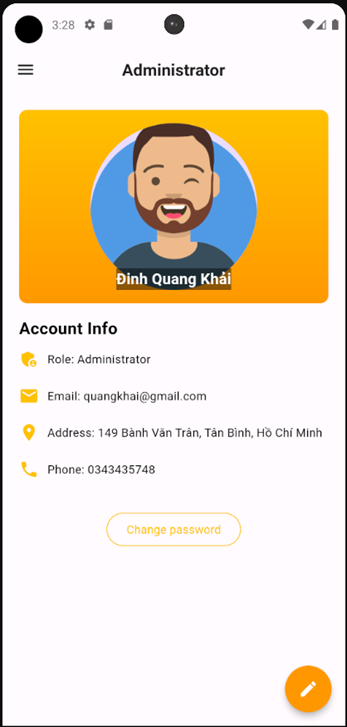 3:28
Administrator
Đinh Quang Khải
Account Info
Role: Administrator
Email: quangkhai@gmail.com
Address: 149 Bành Văn Trân, Tân Bình, Hồ Chí Minh
Phone: 0343435748
Change password